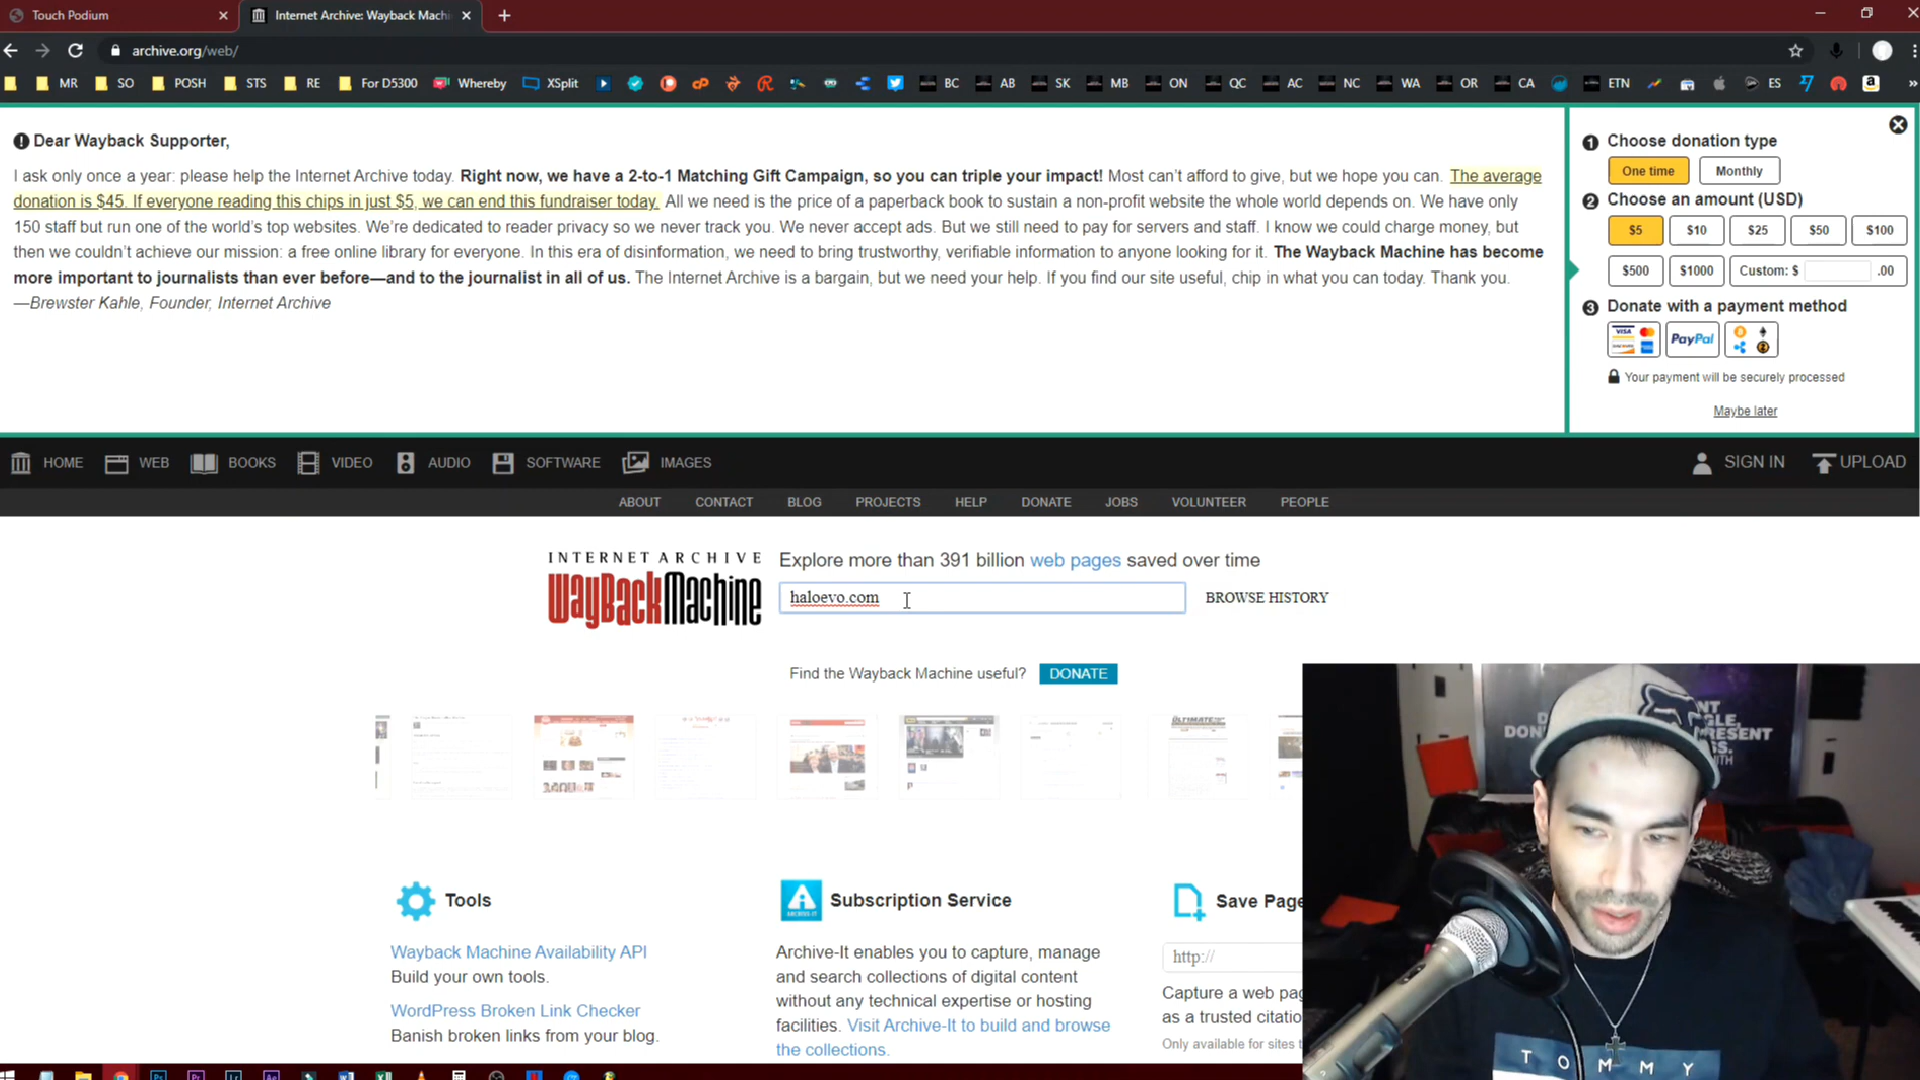 Touch Podium
Internet Archive: Wayback Machi
archive.org/web/
MR SO POSH STS RE For D5300 Whereby XSplit BC AB SK MB ON QC AC NC WA OR CA ETN ES
! Dear Wayback Supporter,
I ask only once a year: please help the Internet Archive today. Right now, we have a 2-to-1 Matching Gift Campaign, so you can triple your impact! Most can't afford to give, but we hope you can. The average
donation is $45. If everyone reading this chips in just $5, we can end this fundraiser today. All we need is the price of a paperback book to sustain a non-profit website the whole world depends on. We have only
150 staff but run one of the world's top websites. We're dedicated to reader privacy so we never track you. We never accept ads. But we still need to pay for servers and staff. I know we could charge money, but
then we couldn't achieve our mission: a free online library for everyone. In this era of disinformation, we need to bring trustworthy, verifiable information to anyone looking for it. The Wayback Machine has become
more important to journalists than ever before—and to the journalist in all of us. The Internet Archive is a bargain, but we need your help. If you find our site useful, chip in what you can today. Thank you.
—Brewster Kahle, Founder, Internet Archive
1 Choose donation type
One time Monthly
2 Choose an amount (USD)
$5 $10 $25 $50 $100
$500 $1000 Custom: $ .00
3 Donate with a payment method
VISA PayPal
Your payment will be securely processed
Maybe later
HOME WEB BOOKS VIDEO AUDIO SOFTWARE IMAGES SIGN IN UPLOAD
ABOUT CONTACT BLOG PROJECTS HELP DONATE JOBS VOLUNTEER PEOPLE
INTERNET ARCHIVE
WayBackMachine
Explore more than 391 billion web pages saved over time
haloevo.com
BROWSE HISTORY
Find the Wayback Machine useful? DONATE
ULTIMATE
Tools
Wayback Machine Availability API
Build your own tools.
WordPress Broken Link Checker
Banish broken links from your blog.
ARCHIVE-IT
Subscription Service
Archive-It enables you to capture, manage
and search collections of digital content
without any technical expertise or hosting
facilities. Visit Archive-It to build and browse
the collections.
Save Page
http://
Capture a web pag
as a trusted citatio
Only available for sites t
DON
RESENT
TOMMY